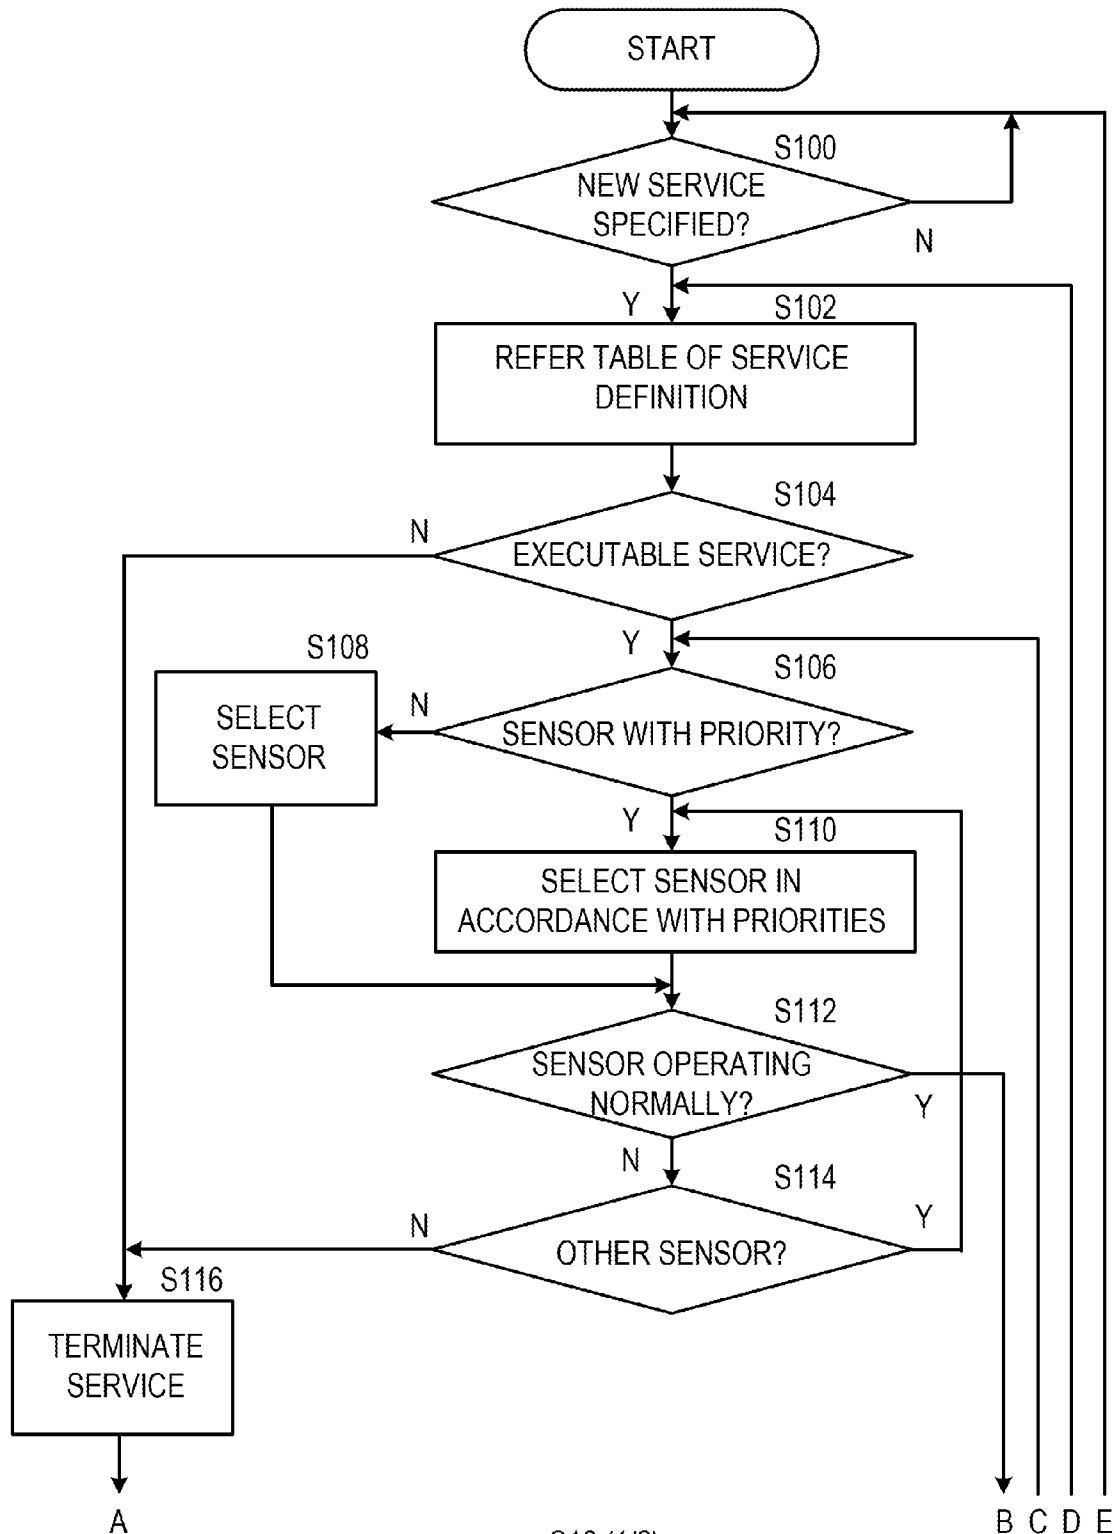 START
S100
NEW SERVICE
SPECIFIED?
N
Y
S102
REFER TABLE OF SERVICE
DEFINITION
S104
N
EXECUTABLE SERVICE?
Y
S108
S106
SELECT
SENSOR
N
SENSOR WITH PRIORITY?
Y
S110
SELECT SENSOR IN
ACCORDANCE WITH PRIORITIES
S112
SENSOR OPERATING
NORMALLY?
Y
N
S114
N
Y
OTHER SENSOR?
S116
TERMINATE
SERVICE
A
B C D E